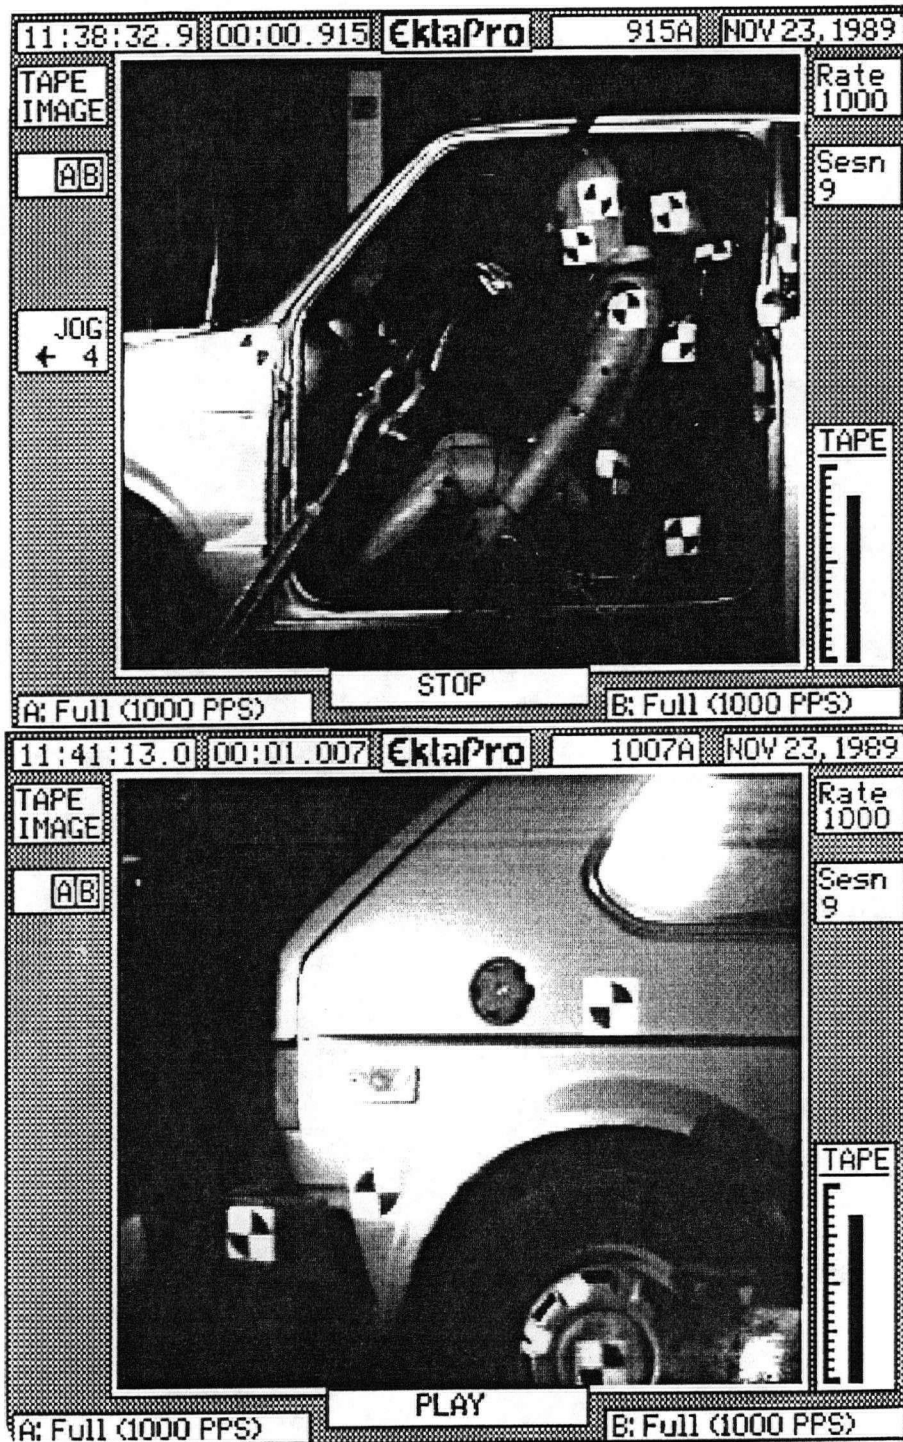 11:38:32.9 00:00.915 EktaPro 915A NOV 23, 1989
TAPE
IMAGE
Rate
1000
AB
Sesn
9
JOG
← 4
TAPE
STOP
A: Full (1000 PPS)
B: Full (1000 PPS)
11:41:13.0 00:01.007 EktaPro 1007A NOV 23, 1989
TAPE
IMAGE
Rate
1000
AB
Sesn
9
TAPE
PLAY
A: Full (1000 PPS)
B: Full (1000 PPS)